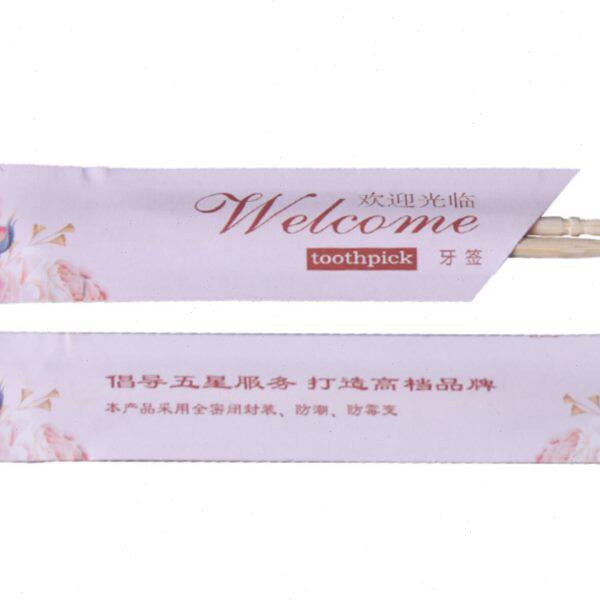 欢迎光临
Welcome
toothpick 牙签
倡导五星服务 打造高档品牌
本产品采用全密闭封装、防潮、防霉变